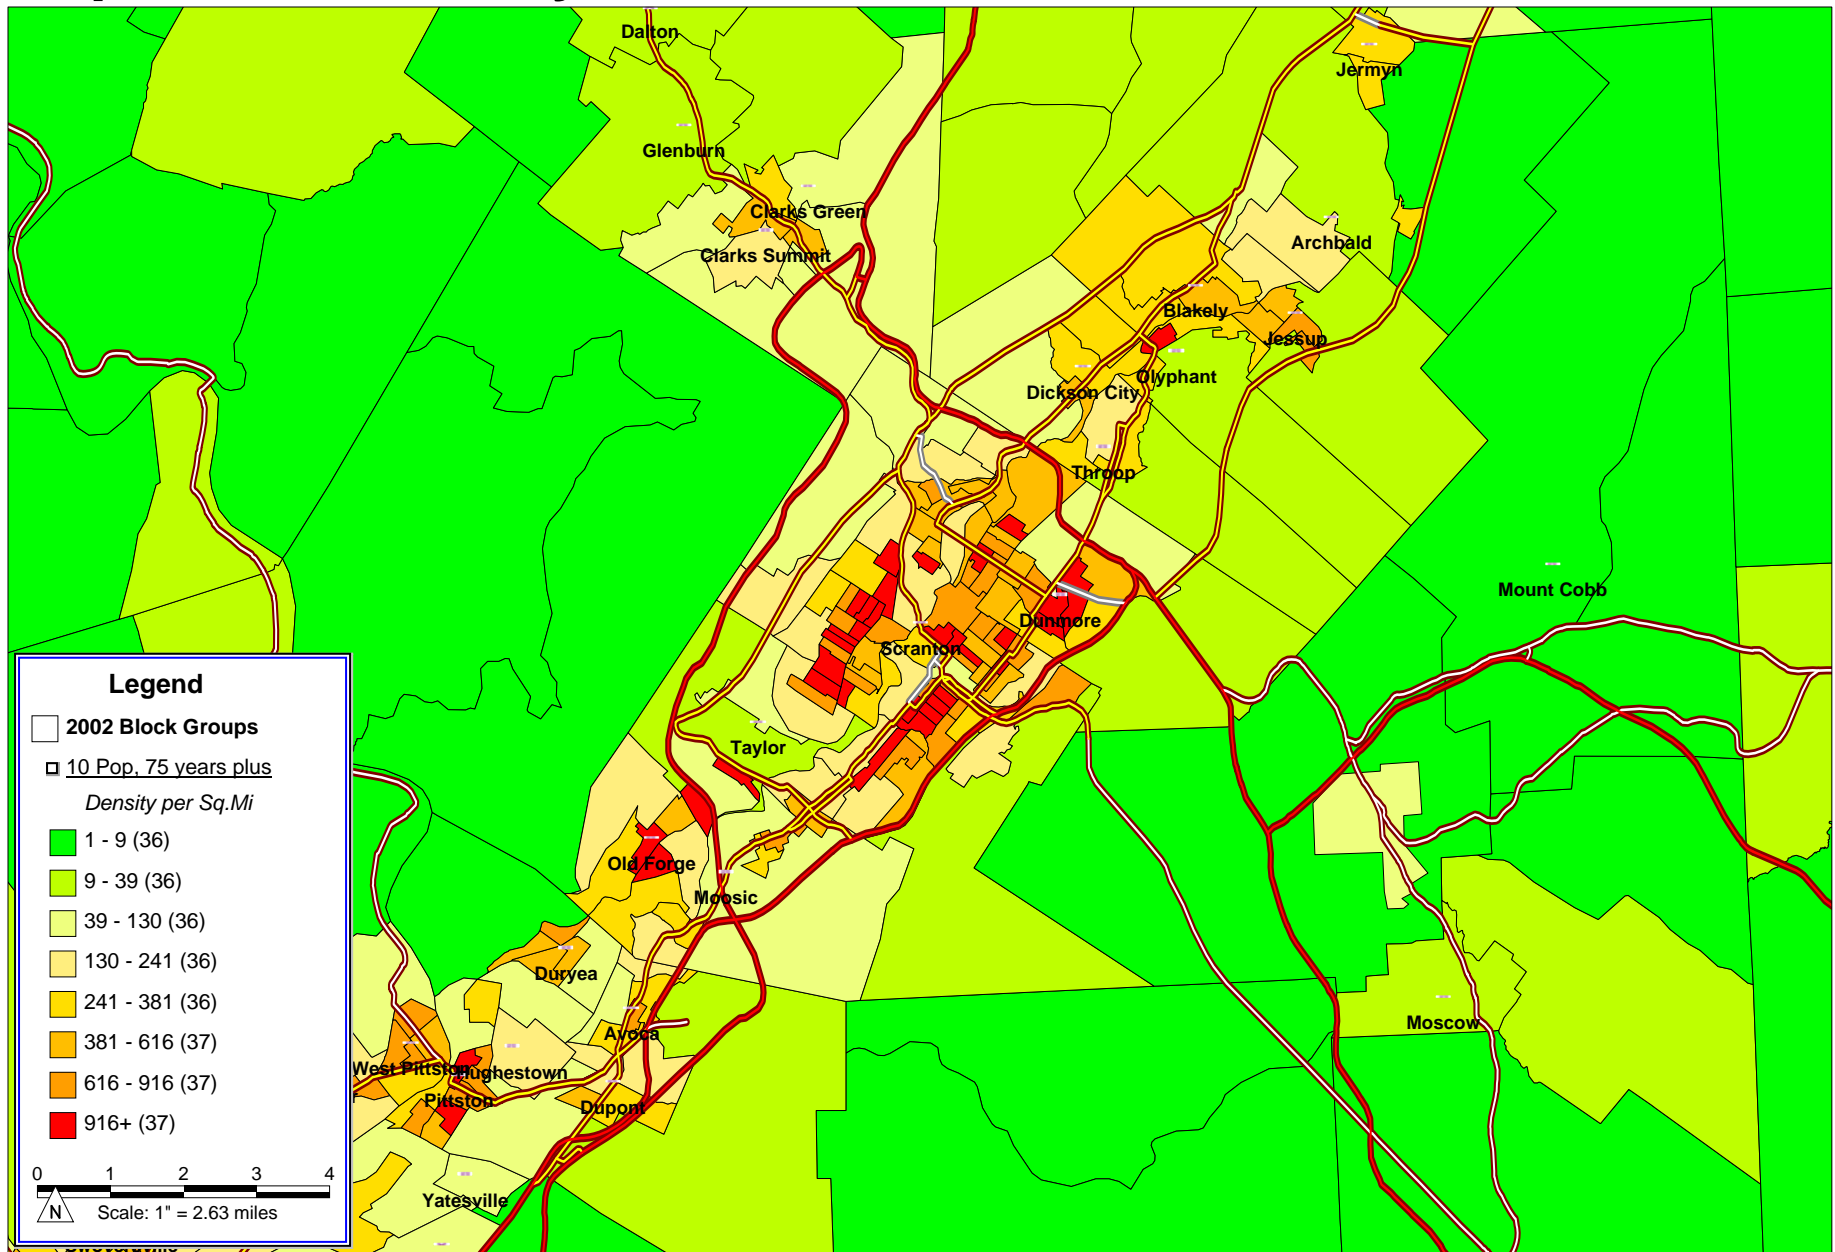 Dalton
Jermyn
Glenburn
Clarks Green
Archbald
Clarks Summit
Blakely
Jessup
Olyphant
Dickson City
Throop
Mount Cobb
Dunmore
Scranton
Taylor
Old Forge
Moosic
Duryea
Moscow
Avoca
West Pittston
Hughestown
Pittston
Dupont
Yatesville
Legend
2002 Block Groups
10 Pop, 75 years plus
Density per Sq.Mi
1 - 9 (36)
9 - 39 (36)
39 - 130 (36)
130 - 241 (36)
241 - 381 (36)
381 - 616 (37)
616 - 916 (37)
916+ (37)
0 1 2 3 4
N Scale: 1" = 2.63 miles